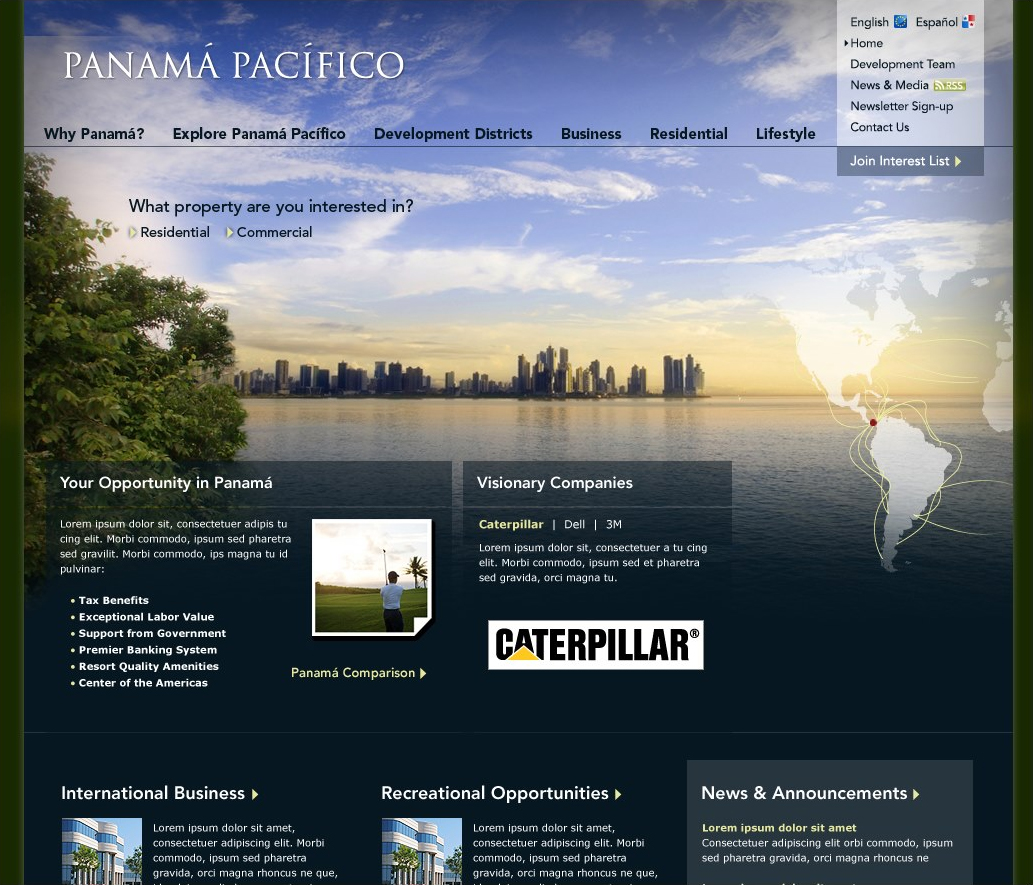 English Español
Home
PANAMÁ PACÍFICO
Development Team
News & Media RSS
Newsletter Sign-up
Contact Us
Why Panamá? Explore Panamá Pacífico Development Districts Business Residential Lifestyle
Join Interest List
What property are you interested in?
Residential Commercial
Your Opportunity in Panamá
Lorem ipsum dolor sit, consectetuer adipis tu
cing elit. Morbi commodo, ipsum sed pharetra
sed gravilit. Morbi commodo, ips magna tu id
pulvinar:
• Tax Benefits
• Exceptional Labor Value
• Support from Government
• Premier Banking System
• Resort Quality Amenities
• Center of the Americas
Panamá Comparison
Visionary Companies
Caterpillar | Dell | 3M
Lorem ipsum dolor sit, consectetuer a tu cing
elit. Morbi commodo, ipsum sed et pharetra
sed gravida, orci magna tu.
CATERPILLAR®
International Business
Lorem ipsum dolor sit amet,
consectetuer adipiscing elit. Morbi
commodo, ipsum sed pharetra
gravida, orci magna rhoncus ne que,
Recreational Opportunities
Lorem ipsum dolor sit amet,
consectetuer adipiscing elit. Morbi
commodo, ipsum sed pharetra
gravida, orci magna rhoncus ne que,
News & Announcements
Lorem ipsum dolor sit amet
Consectetuer adipiscing elit orbi commodo, ipsum
sed pharetra gravida, orci magna rhoncus ne